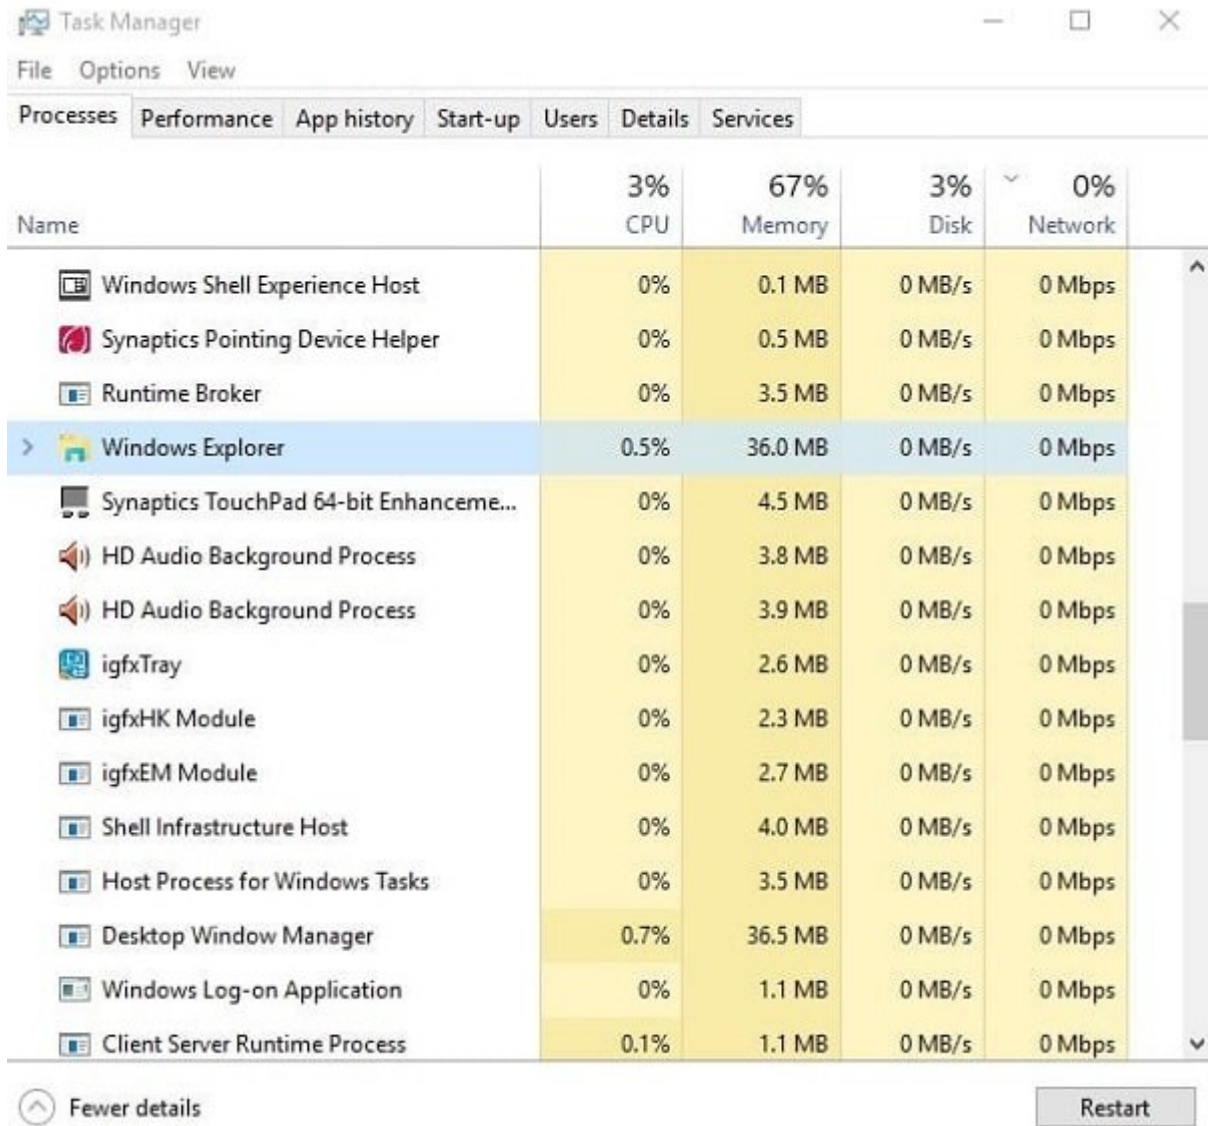 Task Manager
File Options View
Processes Performance App history Start-up Users Details Services
3% 67% 3% 0%
Name CPU Memory Disk Network
Windows Shell Experience Host 0% 0.1 MB 0 MB/s 0 Mbps
Synaptics Pointing Device Helper 0% 0.5 MB 0 MB/s 0 Mbps
Runtime Broker 0% 3.5 MB 0 MB/s 0 Mbps
Windows Explorer 0.5% 36.0 MB 0 MB/s 0 Mbps
Synaptics TouchPad 64-bit Enhanceme... 0% 4.5 MB 0 MB/s 0 Mbps
HD Audio Background Process 0% 3.8 MB 0 MB/s 0 Mbps
HD Audio Background Process 0% 3.9 MB 0 MB/s 0 Mbps
igfxTray 0% 2.6 MB 0 MB/s 0 Mbps
igfxHK Module 0% 2.3 MB 0 MB/s 0 Mbps
igfxEM Module 0% 2.7 MB 0 MB/s 0 Mbps
Shell Infrastructure Host 0% 4.0 MB 0 MB/s 0 Mbps
Host Process for Windows Tasks 0% 3.5 MB 0 MB/s 0 Mbps
Desktop Window Manager 0.7% 36.5 MB 0 MB/s 0 Mbps
Windows Log-on Application 0% 1.1 MB 0 MB/s 0 Mbps
Client Server Runtime Process 0.1% 1.1 MB 0 MB/s 0 Mbps
Fewer details Restart